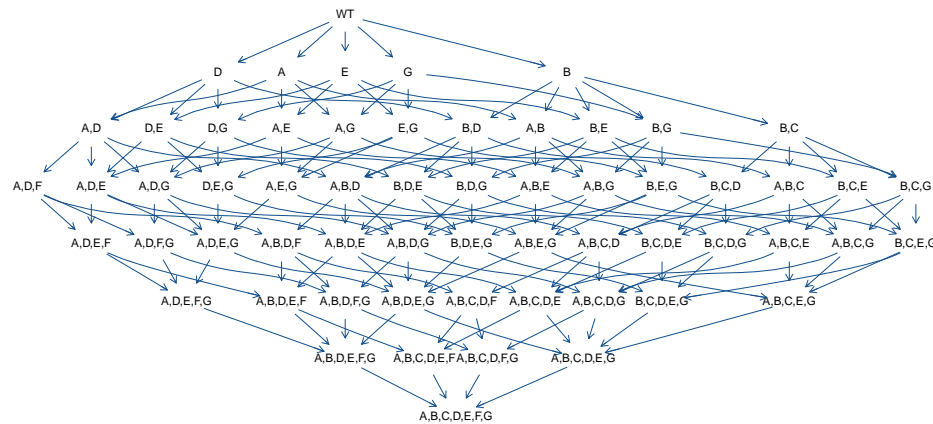 WT
D A E G B
A,D D,E D,G A,E A,G E,G B,D A,B B,E B,G B,C
A,D,F A,D,E A,D,G D,E,G A,E,G A,B,D B,D,E B,D,G A,B,E A,B,G B,E,G B,C,D A,B,C B,C,E B,C,G
A,D,E,F A,D,F,G A,D,E,G A,B,D,F A,B,D,E A,B,D,G B,D,E,G A,B,E,G A,B,C,D B,C,D,E B,C,D,G A,B,C,E A,B,C,G B,C,E,G
A,D,E,F,G A,B,D,E,F A,B,D,F,G A,B,D,E,G A,B,C,D,F A,B,C,D,E A,B,C,D,G B,C,D,E,G A,B,C,E,G
A,B,D,E,F,G A,B,C,D,E,F A,B,C,D,F,G A,B,C,D,E,G
A,B,C,D,E,F,G